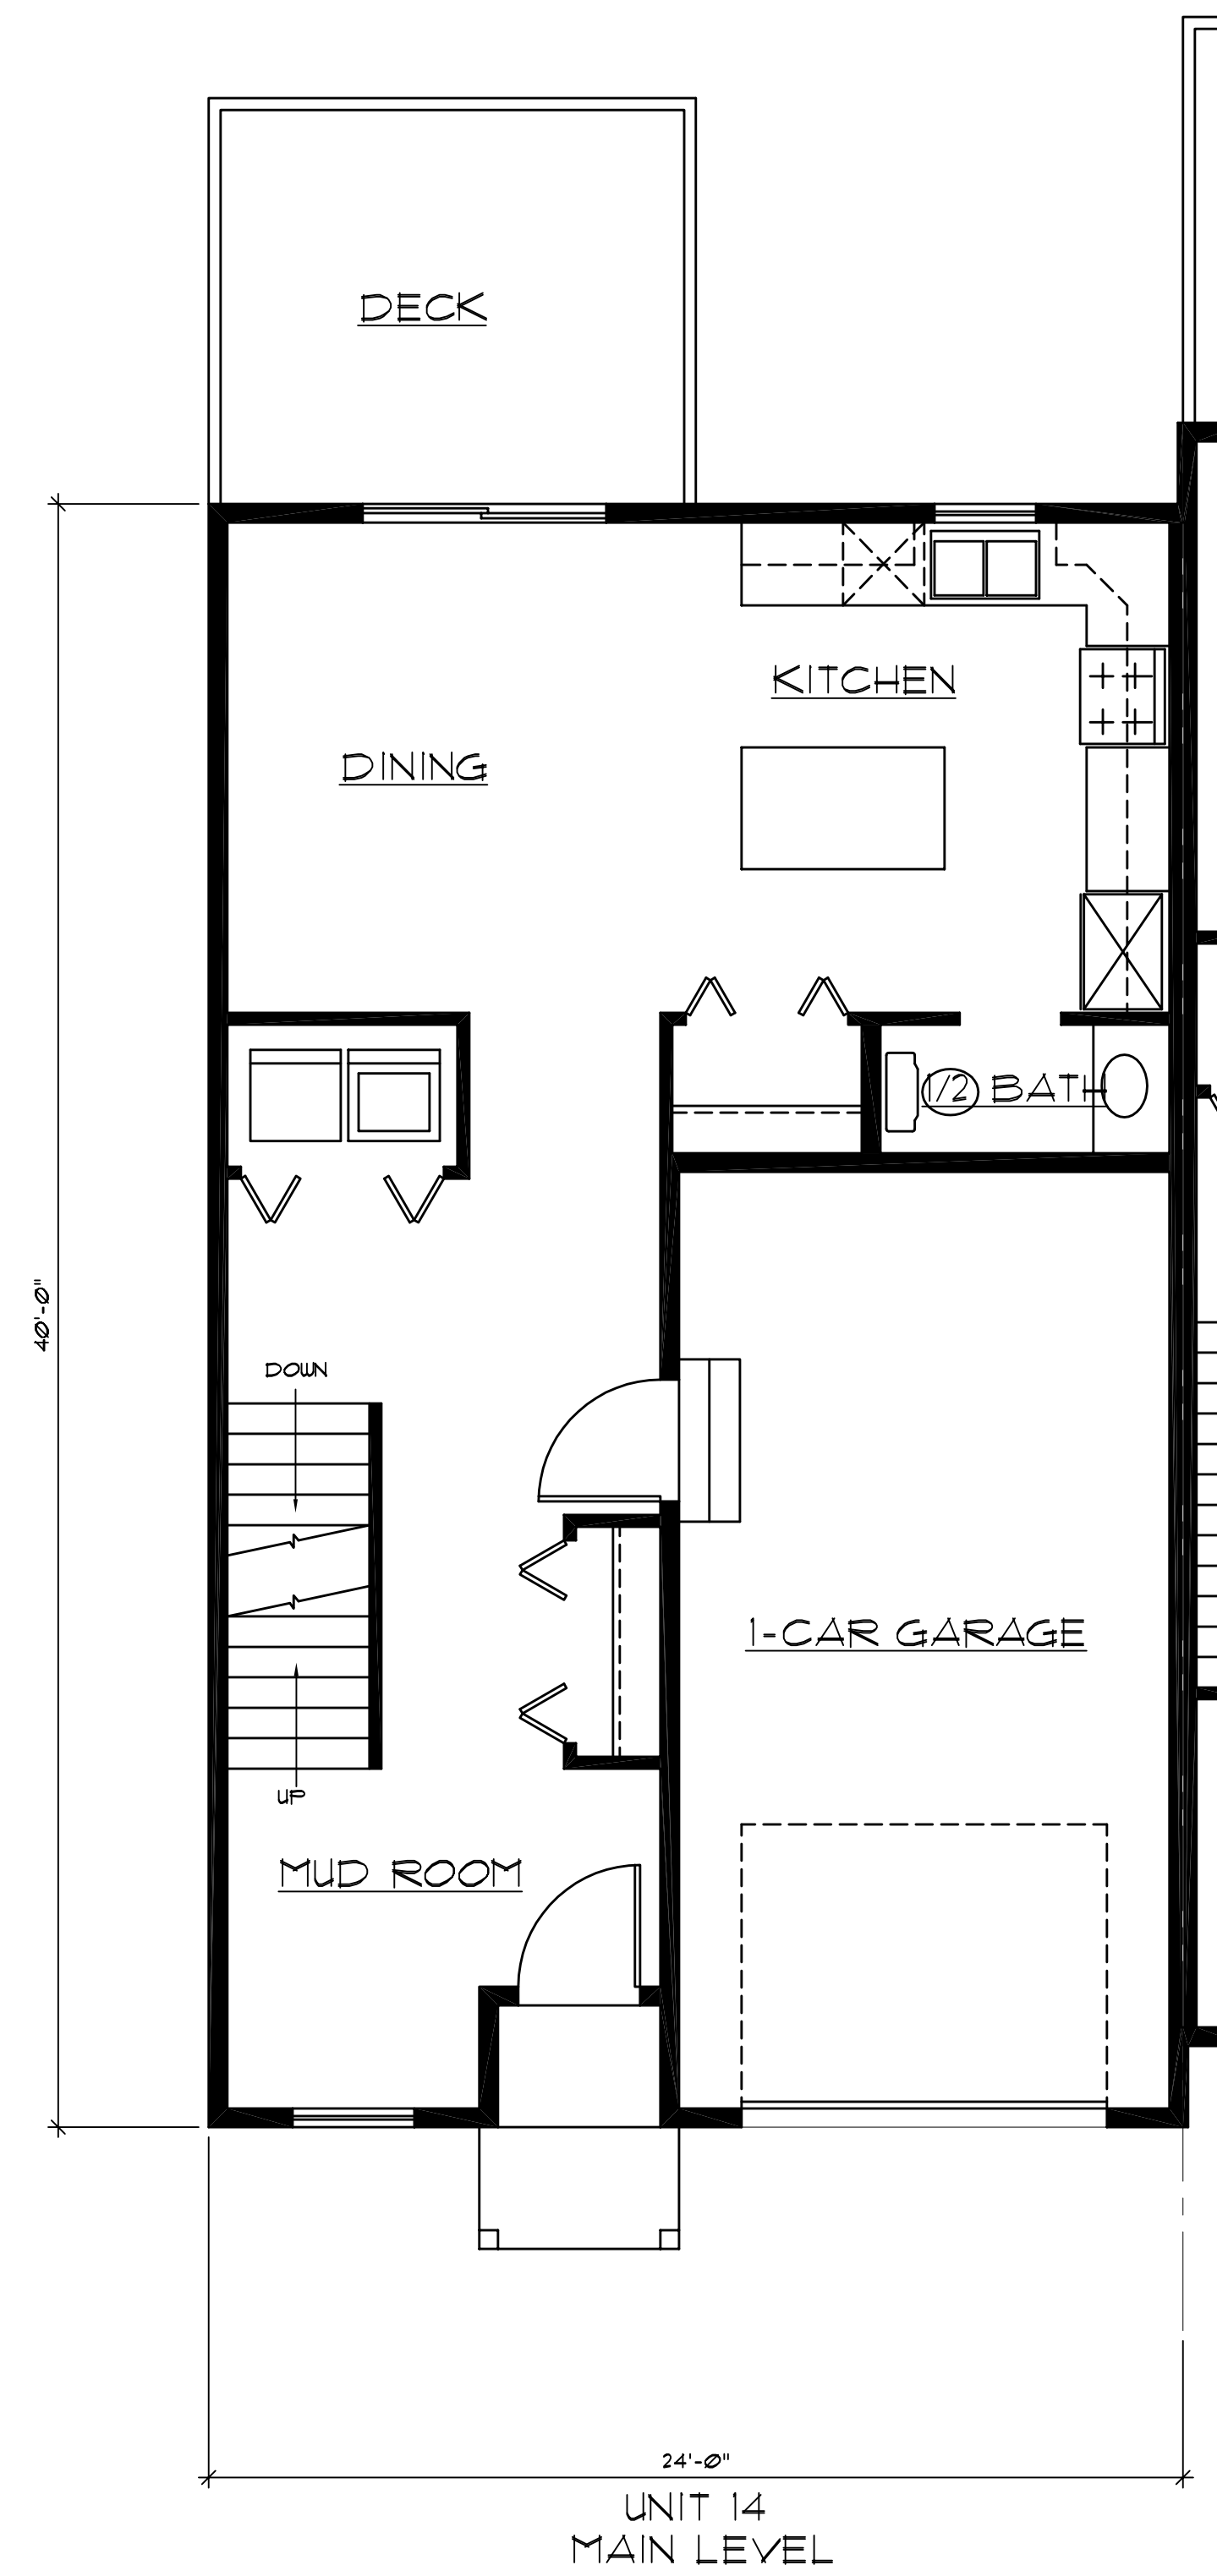 DECK
KITCHEN
DINING
1/2 BATH
40'-0"
DOWN
1-CAR GARAGE
UP
MUD ROOM
24'-0"
UNIT 14
MAIN LEVEL